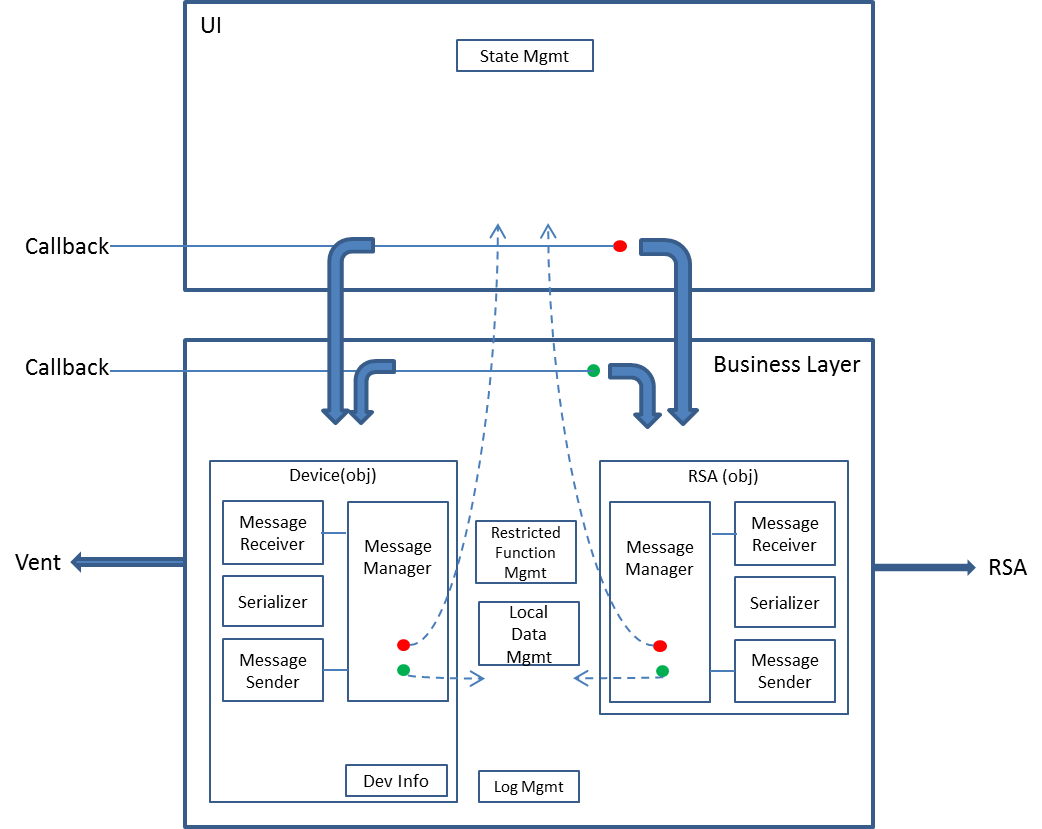 UI
State Mgmt
Callback
Callback
Business Layer
Device(obj)
Message
Receiver
Serializer
Message
Sender
Message
Manager
Dev Info
Restricted
Function
Mgmt
Local
Data
Mgmt
Log Mgmt
RSA (obj)
Message
Manager
Message
Receiver
Serializer
Message
Sender
Vent
RSA